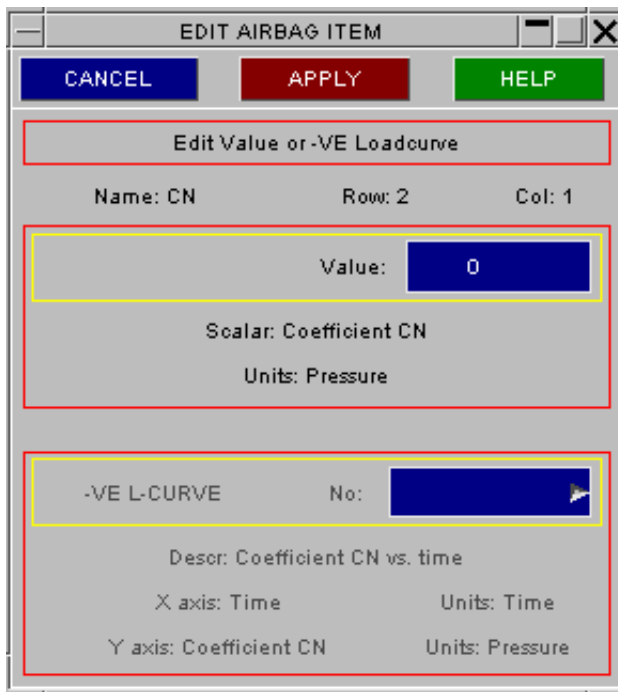 EDIT AIRBAG ITEM
CANCEL APPLY HELP
Edit Value or -VE Loadcurve
Name: CN Row: 2 Col: 1
Value: 0
Scalar: Coefficient CN
Units: Pressure
-VE L-CURVE No:
Descr: Coefficient CN vs. time
X axis: Time Units: Time
Y axis: Coefficient CN Units: Pressure